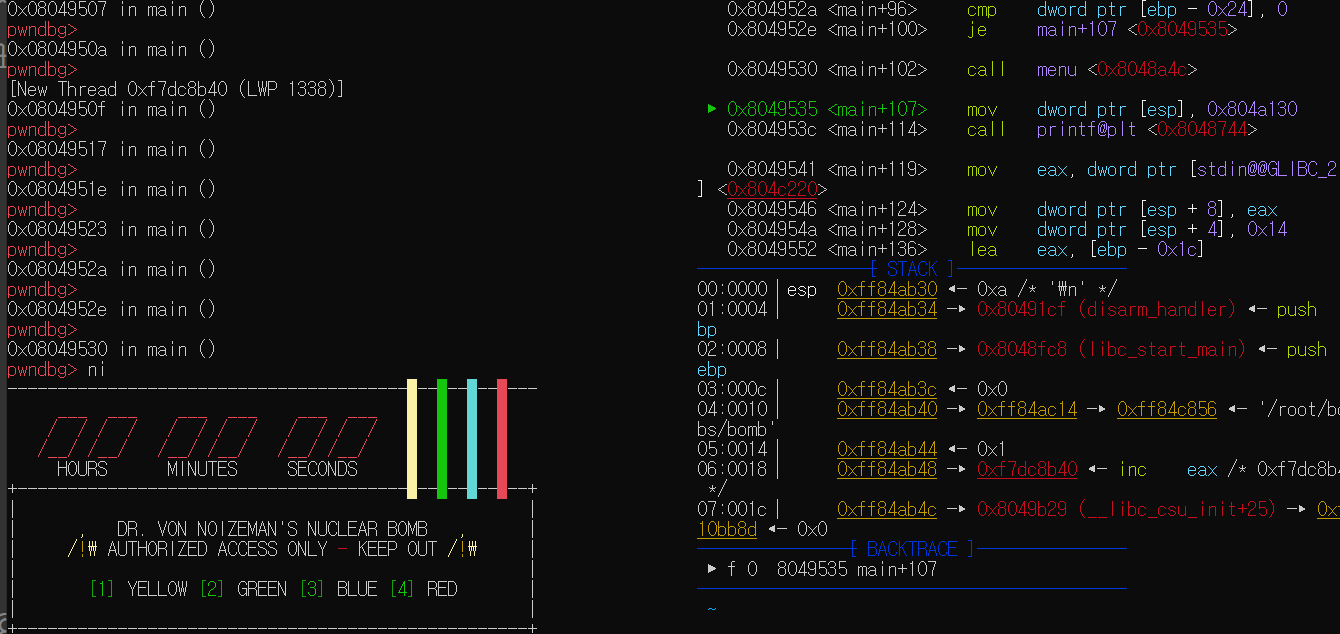 0x08049507 in main ()
pwndbg>
0x0804950a in main ()
pwndbg>
[New Thread 0xf7dc8b40 (LWP 1338)]
0x0804950f in main ()
pwndbg>
0x08049517 in main ()
pwndbg>
0x0804951e in main ()
pwndbg>
0x08049523 in main ()
pwndbg>
0x0804952a in main ()
pwndbg>
0x0804952e in main ()
pwndbg>
0x08049530 in main ()
pwndbg> ni
HOURS MINUTES SECONDS
DR. VON NOIZEMAN'S NUCLEAR BOMB
/!₩ AUTHORIZED ACCESS ONLY - KEEP OUT /!₩
[1] YELLOW [2] GREEN [3] BLUE [4] RED
0x804952a <main+96> cmp dword ptr [ebp - 0x24], 0
0x804952e <main+100> je main+107 <0x8049535>
0x8049530 <main+102> call menu <0x8048a4c>
► 0x8049535 <main+107> mov dword ptr [esp], 0x804a130
0x804953c <main+114> call printf@plt <0x8048744>
0x8049541 <main+119> mov eax, dword ptr [stdin@@GLIBC_2
] <0x804c220>
0x8049546 <main+124> mov dword ptr [esp + 8], eax
0x804954a <main+128> mov dword ptr [esp + 4], 0x14
0x8049552 <main+136> lea eax, [ebp - 0x1c]
[ STACK ]
00:0000│ esp 0xff84ab30 ◄— 0xa /* '₩n' */
01:0004│ 0xff84ab34 —► 0x80491cf (disarm_handler) ◄— push
bp
02:0008│ 0xff84ab38 —► 0x8048fc8 (libc_start_main) ◄— push
ebp
03:000c│ 0xff84ab3c ◄— 0x0
04:0010│ 0xff84ab40 —► 0xff84ac14 —► 0xff84c856 ◄— '/root/bo
bs/bomb'
05:0014│ 0xff84ab44 ◄— 0x1
06:0018│ 0xff84ab48 —► 0xf7dc8b40 ◄— inc eax /* 0xf7dc8b4
*/
07:001c│ 0xff84ab4c —► 0x8049b29 (__libc_csu_init+25) —► 0x
10bb8d ◄— 0x0
[ BACKTRACE ]
► f 0 8049535 main+107
~